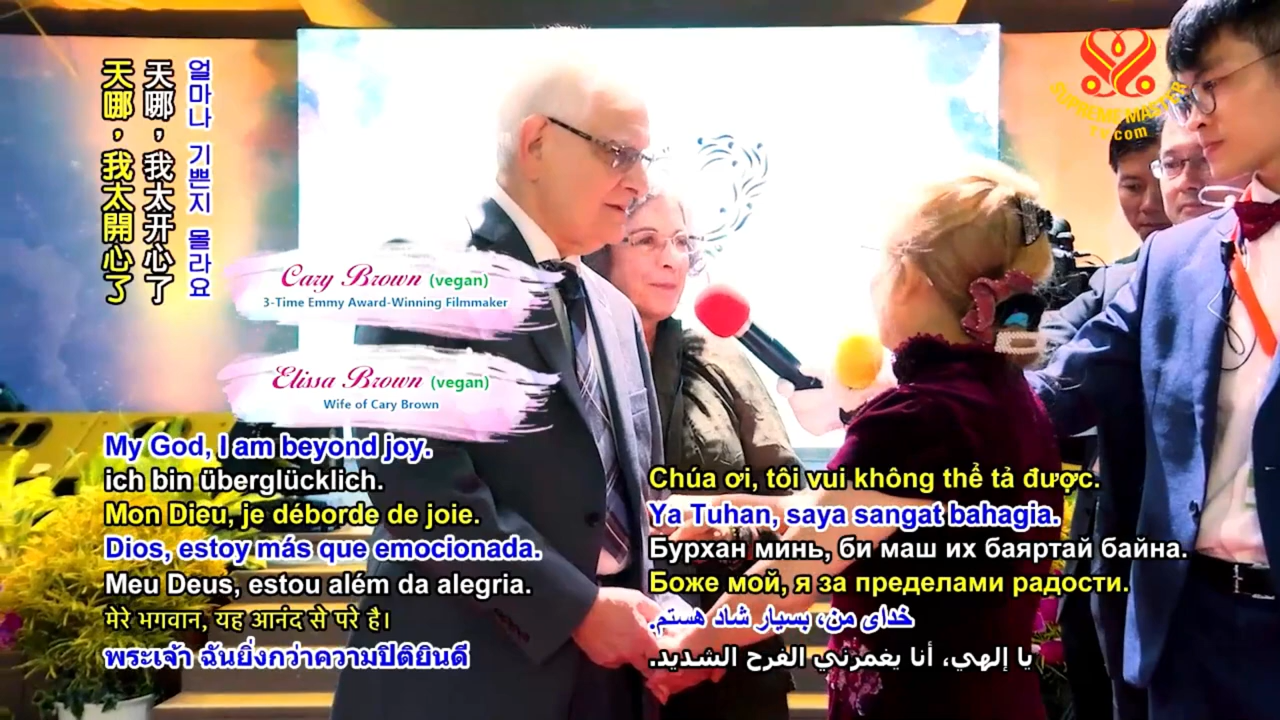 얼마나 기쁜지 몰라요
天哪，我太开心了
天哪，我太開心了
SUPREME MASTER
TV.com
Cary Brown (vegan)
3-Time Emmy Award-Winning Filmmaker
Elissa Brown (vegan)
Wife of Cary Brown
My God, I am beyond joy.
ich bin überglücklich.
Mon Dieu, je déborde de joie.
Dios, estoy más que emocionada.
Meu Deus, estou além da alegria.
मेरे भगवान, यह आनंद से परे है।
พระเจ้า ฉันยิ่งกว่าความปิติยินดี
Chúa ơi, tôi vui không thể tả được.
Ya Tuhan, saya sangat bahagia.
Бурхан минь, би маш их баяртай байна.
Боже мой, я за пределами радости.
خدای من، بسیار شاد هستم.
يا إلهي، أنا يغمرني الفرح الشديد.